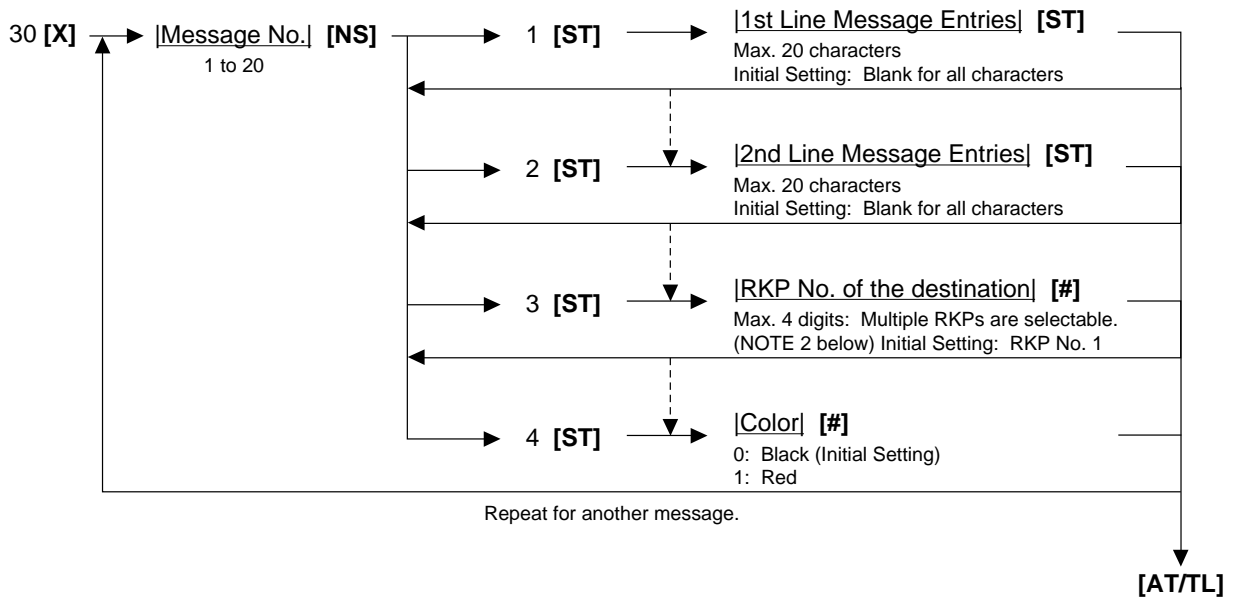 30 [X] |Message No.| [NS] 1 [ST] |1st Line Message Entries| [ST]
1 to 20
Max. 20 characters
Initial Setting: Blank for all characters
2 [ST] |2nd Line Message Entries| [ST]
Max. 20 characters
Initial Setting: Blank for all characters
3 [ST] |RKP No. of the destination| [#]
Max. 4 digits: Multiple RKPs are selectable.
(NOTE 2 below) Initial Setting: RKP No. 1
4 [ST] |Color| [#]
0: Black (Initial Setting)
1: Red
Repeat for another message.
[AT/TL]